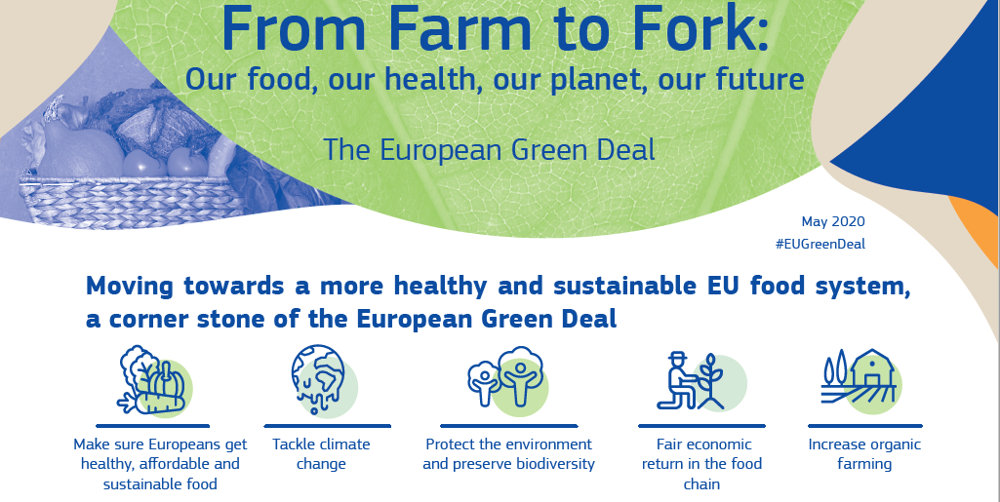 From Farm to Fork:
Our food, our health, our planet, our future
The European Green Deal
May 2020
#EUGreenDeal
Moving towards a more healthy and sustainable EU food system,
a corner stone of the European Green Deal
Make sure Europeans get
healthy, affordable and
sustainable food
Tackle climate
change
Protect the environment
and preserve biodiversity
Fair economic
return in the food
chain
Increase organic
farming